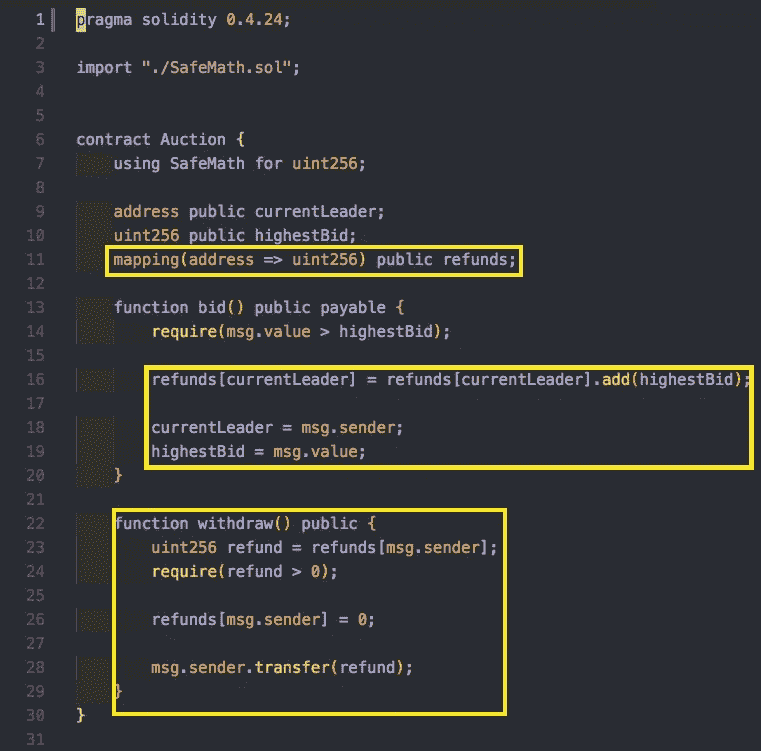 1 pragma solidity 0.4.24;
2
3 import "./SafeMath.sol";
4
5
6 contract Auction {
7 using SafeMath for uint256;
8
9 address public currentLeader;
10 uint256 public highestBid;
11 mapping(address => uint256) public refunds;
12
13 function bid() public payable {
14 require(msg.value > highestBid);
15
16 refunds[currentLeader] = refunds[currentLeader].add(highestBid);
17
18 currentLeader = msg.sender;
19 highestBid = msg.value;
20 }
21
22 function withdraw() public {
23 uint256 refund = refunds[msg.sender];
24 require(refund > 0);
25
26 refunds[msg.sender] = 0;
27
28 msg.sender.transfer(refund);
29 }
30 }
31